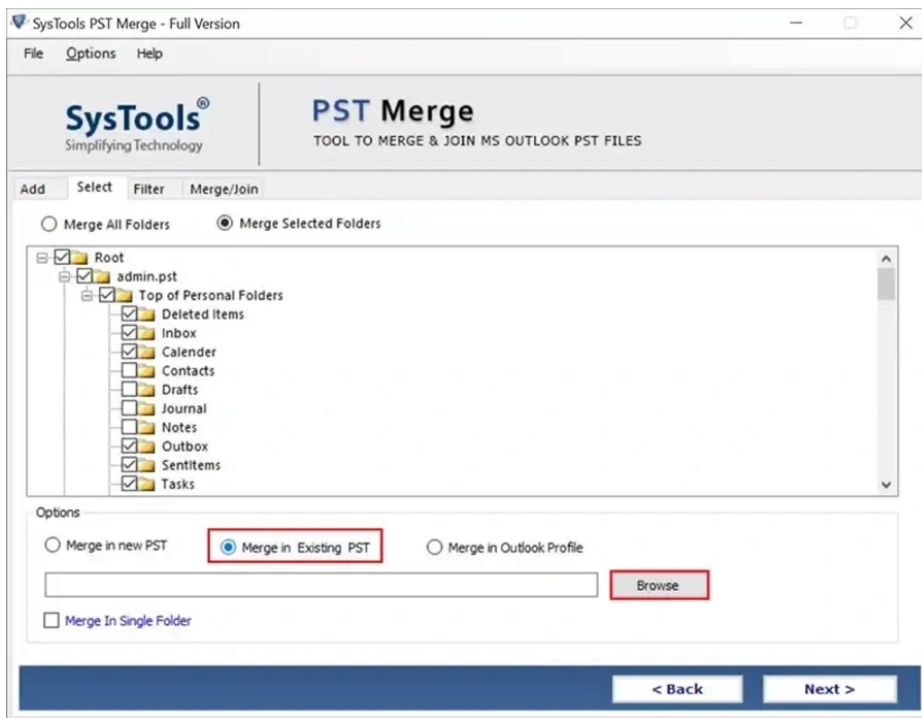 SysTools PST Merge - Full Version
File Options Help
SysTools®
Simplifying Technology
PST Merge
TOOL TO MERGE & JOIN MS OUTLOOK PST FILES
Add Select Filter Merge/Join
Merge All Folders Merge Selected Folders
Root
admin.pst
Top of Personal Folders
Deleted Items
Inbox
Calender
Contacts
Drafts
Journal
Notes
Outbox
SentItems
Tasks
Options
Merge in new PST Merge in Existing PST Merge in Outlook Profile
Browse
Merge In Single Folder
< Back Next >